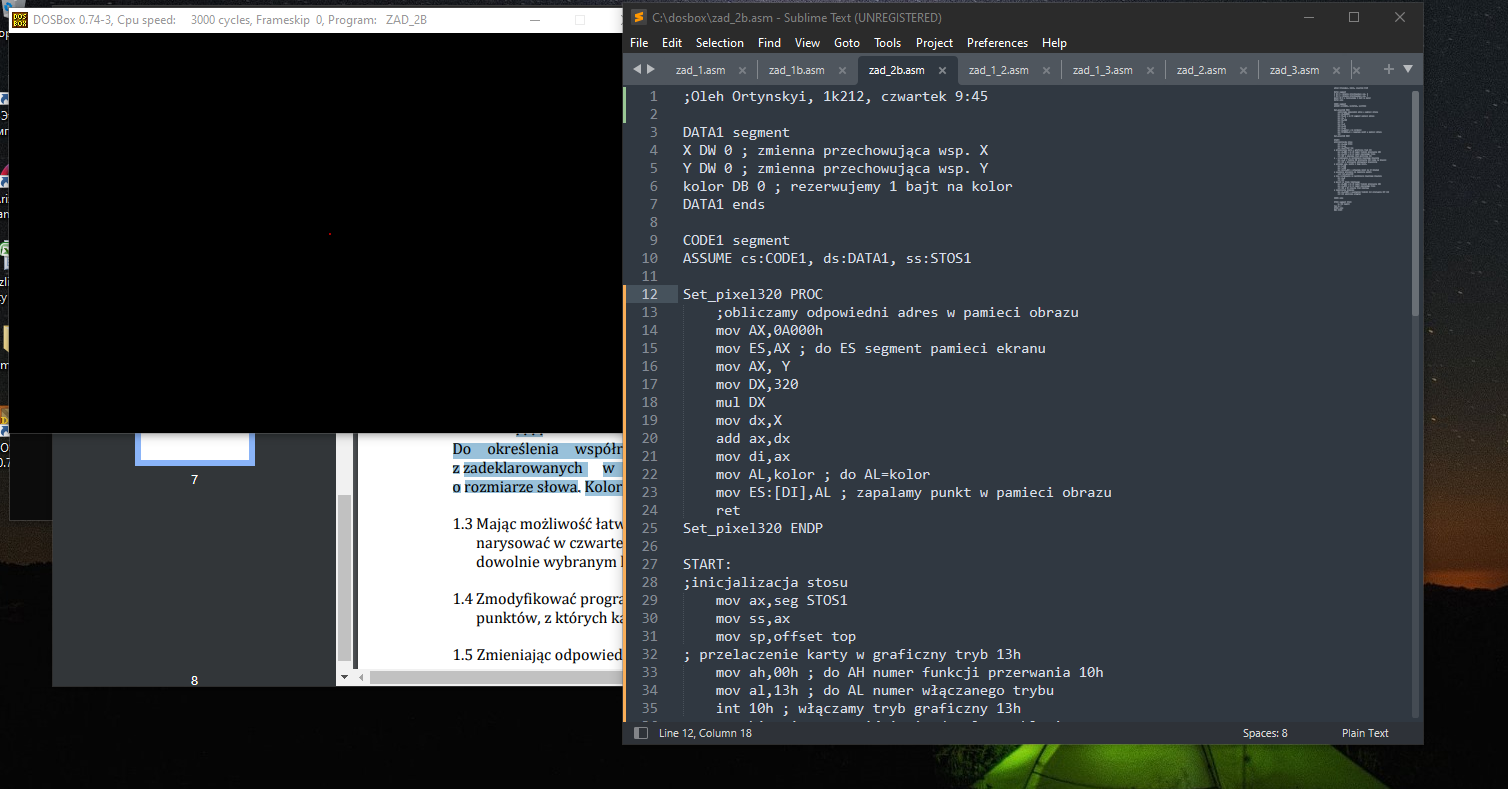 DOSBox 0.74-3, Cpu speed: 3000 cycles, Frameskip 0, Program: ZAD_2B
C:\dosbox\zad_2b.asm - Sublime Text (UNREGISTERED)
File Edit Selection Find View Goto Tools Project Preferences Help
zad_1.asm zad_1b.asm zad_2b.asm zad_1_2.asm zad_1_3.asm zad_2.asm zad_3.asm
1 ;Oleh Ortynskyi, 1k212, czwartek 9:45
2
3 DATA1 segment
4 X DW 0 ; zmienna przechowująca wsp. X
5 Y DW 0 ; zmienna przechowująca wsp. Y
6 kolor DB 0 ; rezerwujemy 1 bajt na kolor
7 DATA1 ends
8
9 CODE1 segment
10 ASSUME cs:CODE1, ds:DATA1, ss:STOS1
11
12 Set_pixel320 PROC
13 ;obliczamy odpowiedni adres w pamieci obrazu
14 mov AX,0A000h
15 mov ES,AX ; do ES segment pamieci ekranu
16 mov AX, Y
17 mov DX,320
18 mul DX
19 mov dx,X
20 add ax,dx
21 mov di,ax
22 mov AL,kolor ; do AL=kolor
23 mov ES:[DI],AL ; zapalamy punkt w pamieci obrazu
24 ret
25 Set_pixel320 ENDP
26
27 START:
28 ;inicjalizacja stosu
29 mov ax,seg STOS1
30 mov ss,ax
31 mov sp,offset top
32 ; przelaczenie karty w graficzny tryb 13h
33 mov ah,00h ; do AH numer funkcji przerwania 10h
34 mov al,13h ; do AL numer włączanego trybu
35 int 10h ; włączamy tryb graficzny 13h
Line 12, Column 18 Spaces: 8 Plain Text
7
8
Do określenia współr
z zadeklarowanych w
o rozmiarze słowa. Kolor
1.3 Mając możliwość łatw
narysować w czwarte
dowolnie wybranym
1.4 Zmodyfikować progra
punktów, z których ka
1.5 Zmieniając odpowied